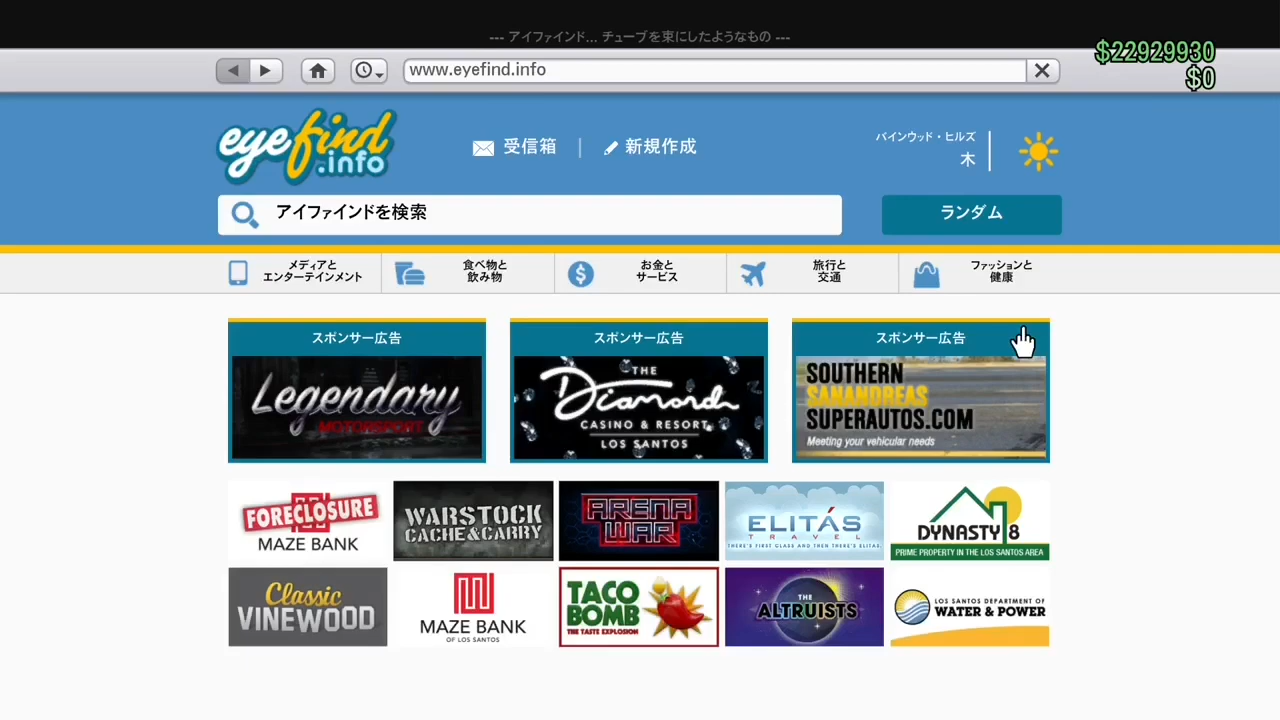 --- アイファインド... チューブを束にしたようなもの ---
$22929930
$0
www.eyefind.info
eyefind
.info
受信箱
新規作成
パインウッド・ヒルズ
木
アイファインドを検索
ランダム
メディアと
エンターテインメント
食べ物と
飲み物
お金と
サービス
旅行と
交通
ファッションと
健康
スポンサー広告
Legendary
MOTORSPORT
スポンサー広告
THE
Diamond
CASINO & RESORT
LOS SANTOS
スポンサー広告
SOUTHERN
SANANDREAS
SUPERAUTOS.COM
Meeting your vehicular needs
FORECLOSURE
MAZE BANK
WARSTOCK
CACHE&CARRY
ARENA
WAR
ELITÁS
TRAVEL
THERE'S FIRST CLASS AND THEN THERE'S ELITAS
DYNASTY 8
PRIME PROPERTY IN THE LOS SANTOS AREA
Classic
VINEWOOD
MAZE BANK
OF LOS SANTOS
TACO
BOMB
THE TASTE EXPLOSION
THE
ALTRUISTS
LOS SANTOS DEPARTMENT OF
WATER & POWER